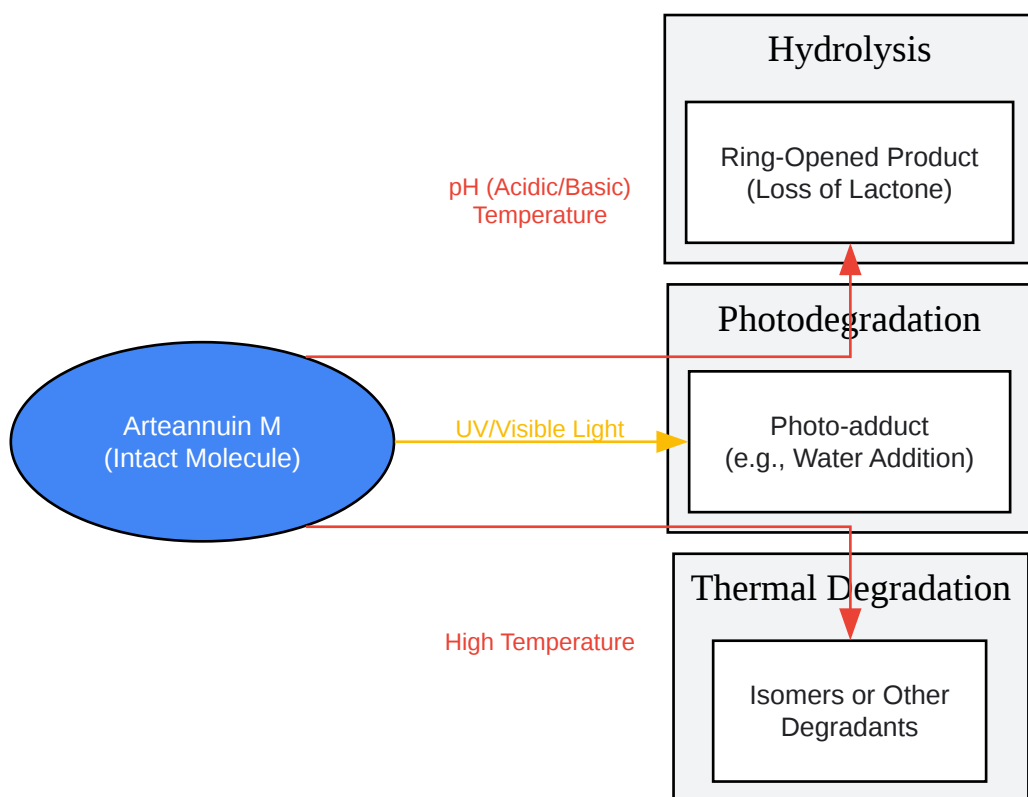 Hydrolysis
Ring-Opened Product
(Loss of Lactone)
pH (Acidic/Basic)
Temperature
Photodegradation
Arteannuin M
(Intact Molecule)
UV/Visible Light
Photo-adduct
(e.g., Water Addition)
Thermal Degradation
High Temperature
Isomers or Other
Degradants